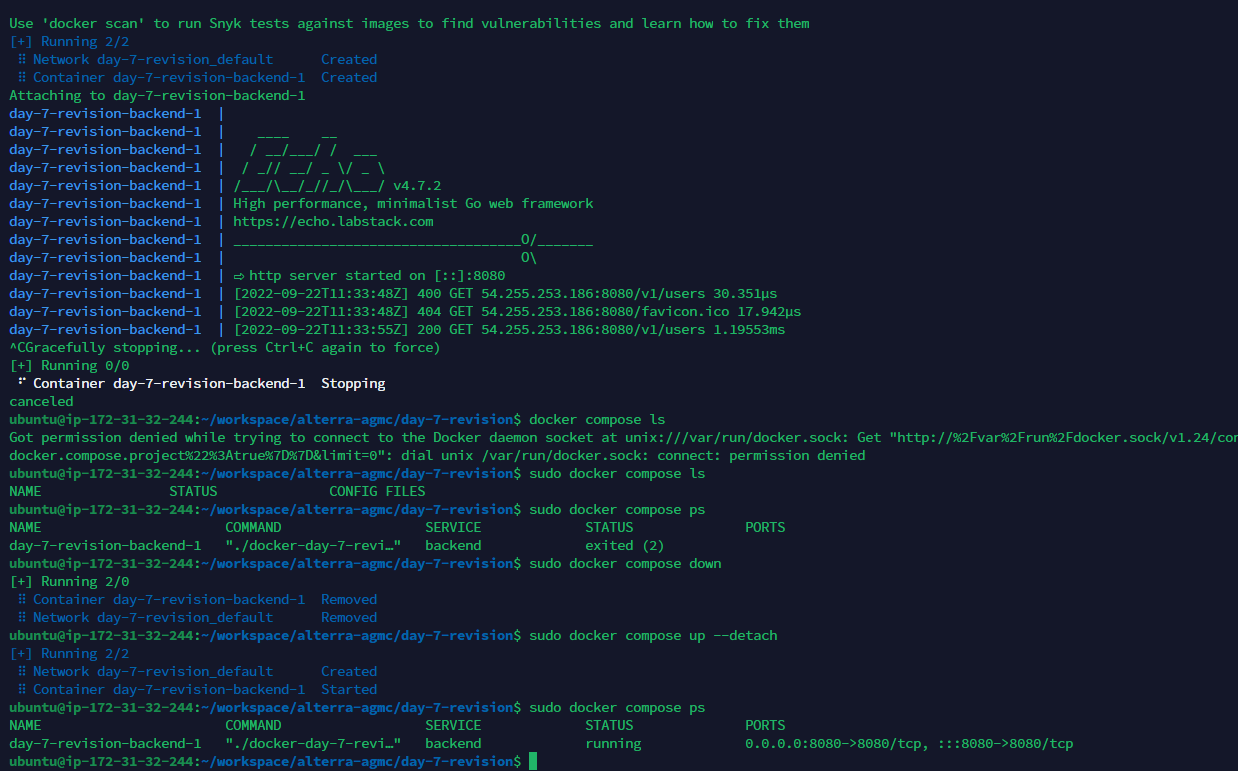 Use 'docker scan' to run Snyk tests against images to find vulnerabilities and learn how to fix them
[+] Running 2/2
 ⠿ Network day-7-revision_default      Created
 ⠿ Container day-7-revision-backend-1  Created
Attaching to day-7-revision-backend-1
day-7-revision-backend-1  |
day-7-revision-backend-1  |    ____    __
day-7-revision-backend-1  |   / __/___/ /  ___
day-7-revision-backend-1  |  / _// __/ _ \/ _ \
day-7-revision-backend-1  | /___/\__/_//_/\___/ v4.7.2
day-7-revision-backend-1  | High performance, minimalist Go web framework
day-7-revision-backend-1  | https://echo.labstack.com
day-7-revision-backend-1  | ____________________________________O/_______
day-7-revision-backend-1  |                                     O\
day-7-revision-backend-1  | ⇨ http server started on [::]:8080
day-7-revision-backend-1  | [2022-09-22T11:33:48Z] 400 GET 54.255.253.186:8080/v1/users 30.351µs
day-7-revision-backend-1  | [2022-09-22T11:33:48Z] 404 GET 54.255.253.186:8080/favicon.ico 17.942µs
day-7-revision-backend-1  | [2022-09-22T11:33:55Z] 200 GET 54.255.253.186:8080/v1/users 1.19553ms
^CGracefully stopping... (press Ctrl+C again to force)
[+] Running 0/0
 ⠋ Container day-7-revision-backend-1  Stopping
canceled
ubuntu@ip-172-31-32-244:~/workspace/alterra-agmc/day-7-revision$ docker compose ls
Got permission denied while trying to connect to the Docker daemon socket at unix:///var/run/docker.sock: Get "http://%2Fvar%2Frun%2Fdocker.sock/v1.24/con
docker.compose.project%22%3Atrue%7D%7D&limit=0": dial unix /var/run/docker.sock: connect: permission denied
ubuntu@ip-172-31-32-244:~/workspace/alterra-agmc/day-7-revision$ sudo docker compose ls
NAME                STATUS              CONFIG FILES
ubuntu@ip-172-31-32-244:~/workspace/alterra-agmc/day-7-revision$ sudo docker compose ps
NAME                       COMMAND                  SERVICE             STATUS              PORTS
day-7-revision-backend-1   "./docker-day-7-revi…"   backend             exited (2)
ubuntu@ip-172-31-32-244:~/workspace/alterra-agmc/day-7-revision$ sudo docker compose down
[+] Running 2/0
 ⠿ Container day-7-revision-backend-1  Removed
 ⠿ Network day-7-revision_default      Removed
ubuntu@ip-172-31-32-244:~/workspace/alterra-agmc/day-7-revision$ sudo docker compose up --detach
[+] Running 2/2
 ⠿ Network day-7-revision_default      Created
 ⠿ Container day-7-revision-backend-1  Started
ubuntu@ip-172-31-32-244:~/workspace/alterra-agmc/day-7-revision$ sudo docker compose ps
NAME                       COMMAND                  SERVICE             STATUS              PORTS
day-7-revision-backend-1   "./docker-day-7-revi…"   backend             running             0.0.0.0:8080->8080/tcp, :::8080->8080/tcp
ubuntu@ip-172-31-32-244:~/workspace/alterra-agmc/day-7-revision$